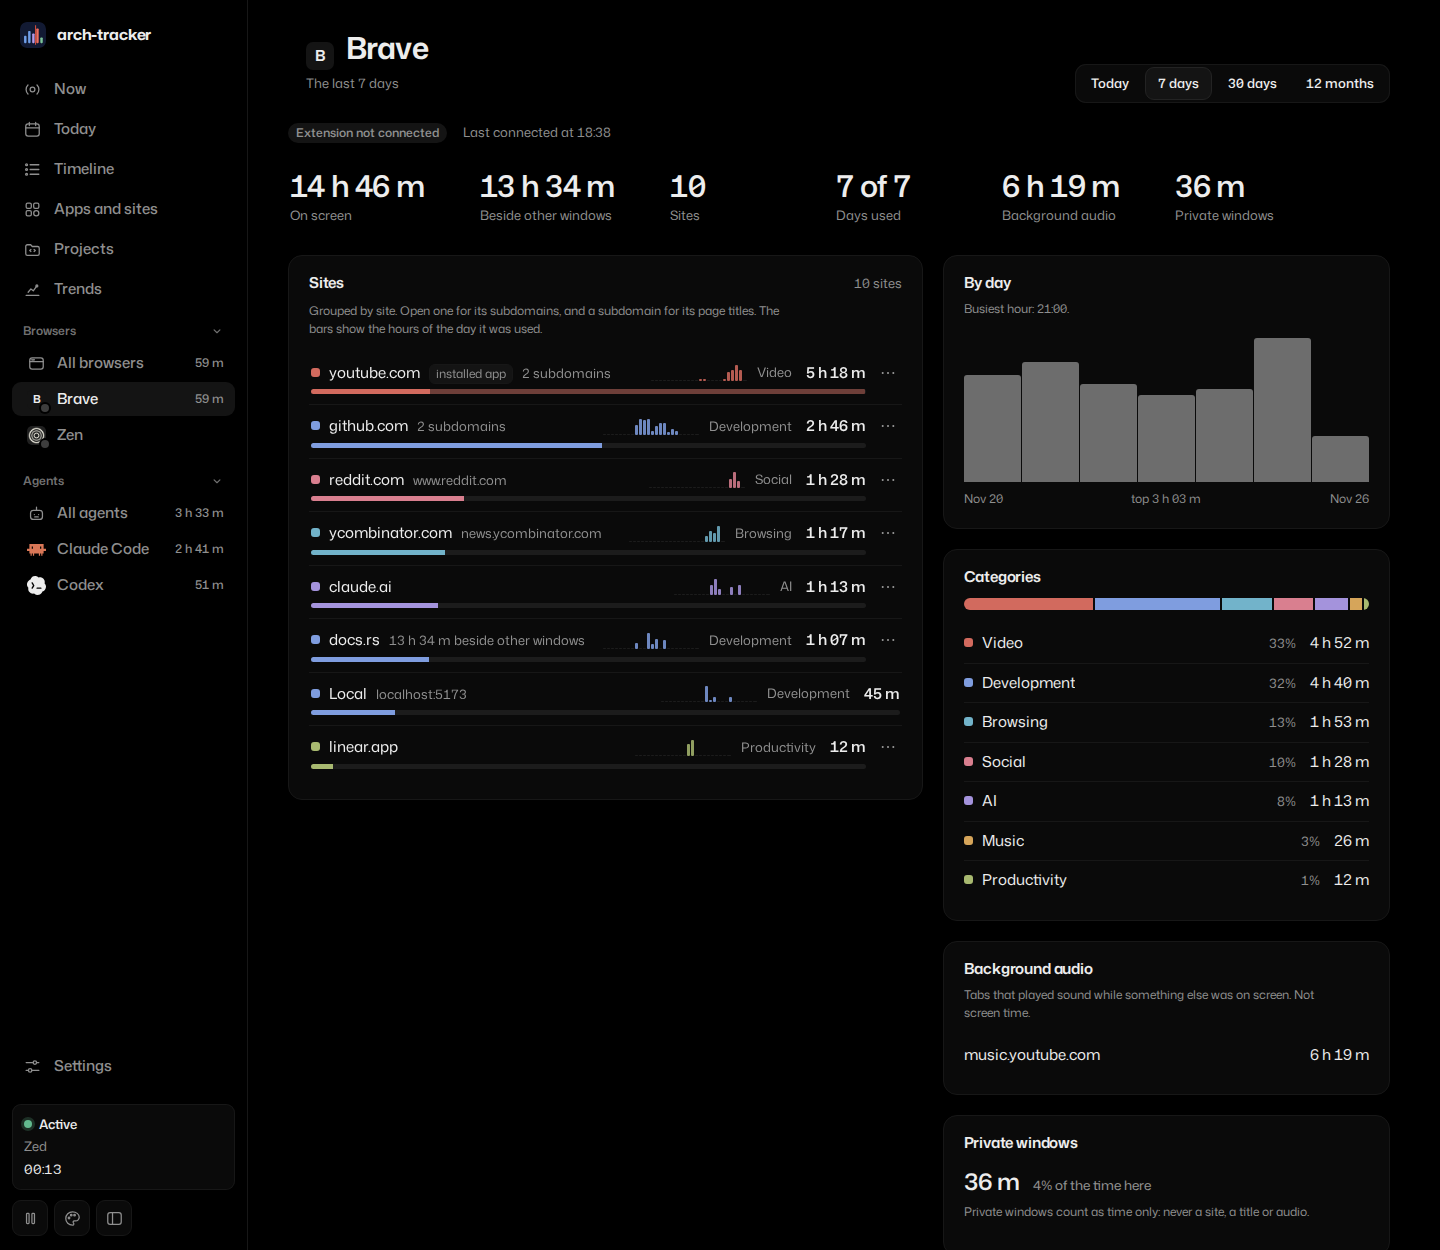 arch-tracker
Now
Today
Timeline
Apps and sites
Projects
Trends
Browsers
All browsers 59 m
B Brave 59 m
Zen
Agents
All agents 3 h 33 m
Claude Code 2 h 41 m
Codex 51 m
Settings
Active
Zed
00:13
B Brave
The last 7 days
Today 7 days 30 days 12 months
Extension not connected Last connected at 18:38
14 h 46 m 13 h 34 m 10 7 of 7 6 h 19 m 36 m
On screen Beside other windows Sites Days used Background audio Private windows
Sites 10 sites
Grouped by site. Open one for its subdomains, and a subdomain for its page titles. The
bars show the hours of the day it was used.
youtube.com installed app 2 subdomains Video 5 h 18 m ...
github.com 2 subdomains Development 2 h 46 m ...
reddit.com www.reddit.com Social 1 h 28 m ...
ycombinator.com news.ycombinator.com Browsing 1 h 17 m ...
claude.ai AI 1 h 13 m ...
docs.rs 13 h 34 m beside other windows Development 1 h 07 m ...
Local localhost:5173 Development 45 m
linear.app Productivity 12 m ...
By day
Busiest hour: 21:00.
Nov 20 top 3 h 03 m Nov 26
Categories
Video 33% 4 h 52 m
Development 32% 4 h 40 m
Browsing 13% 1 h 53 m
Social 10% 1 h 28 m
AI 8% 1 h 13 m
Music 3% 26 m
Productivity 1% 12 m
Background audio
Tabs that played sound while something else was on screen. Not
screen time.
music.youtube.com 6 h 19 m
Private windows
36 m 4% of the time here
Private windows count as time only: never a site, a title or audio.